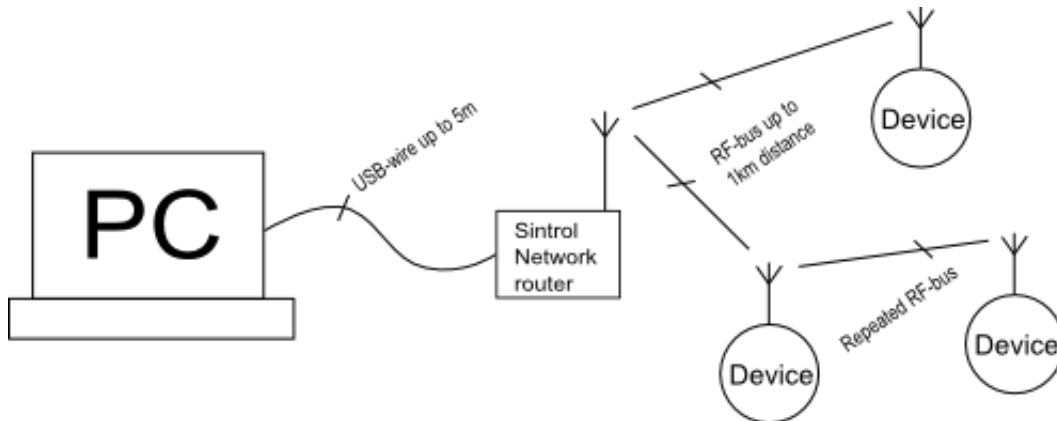 PC
USB-wire up to 5m
Sintrol
Network
router
RF-bus up to
1km distance
Device
Device
Repeated RF-bus
Device